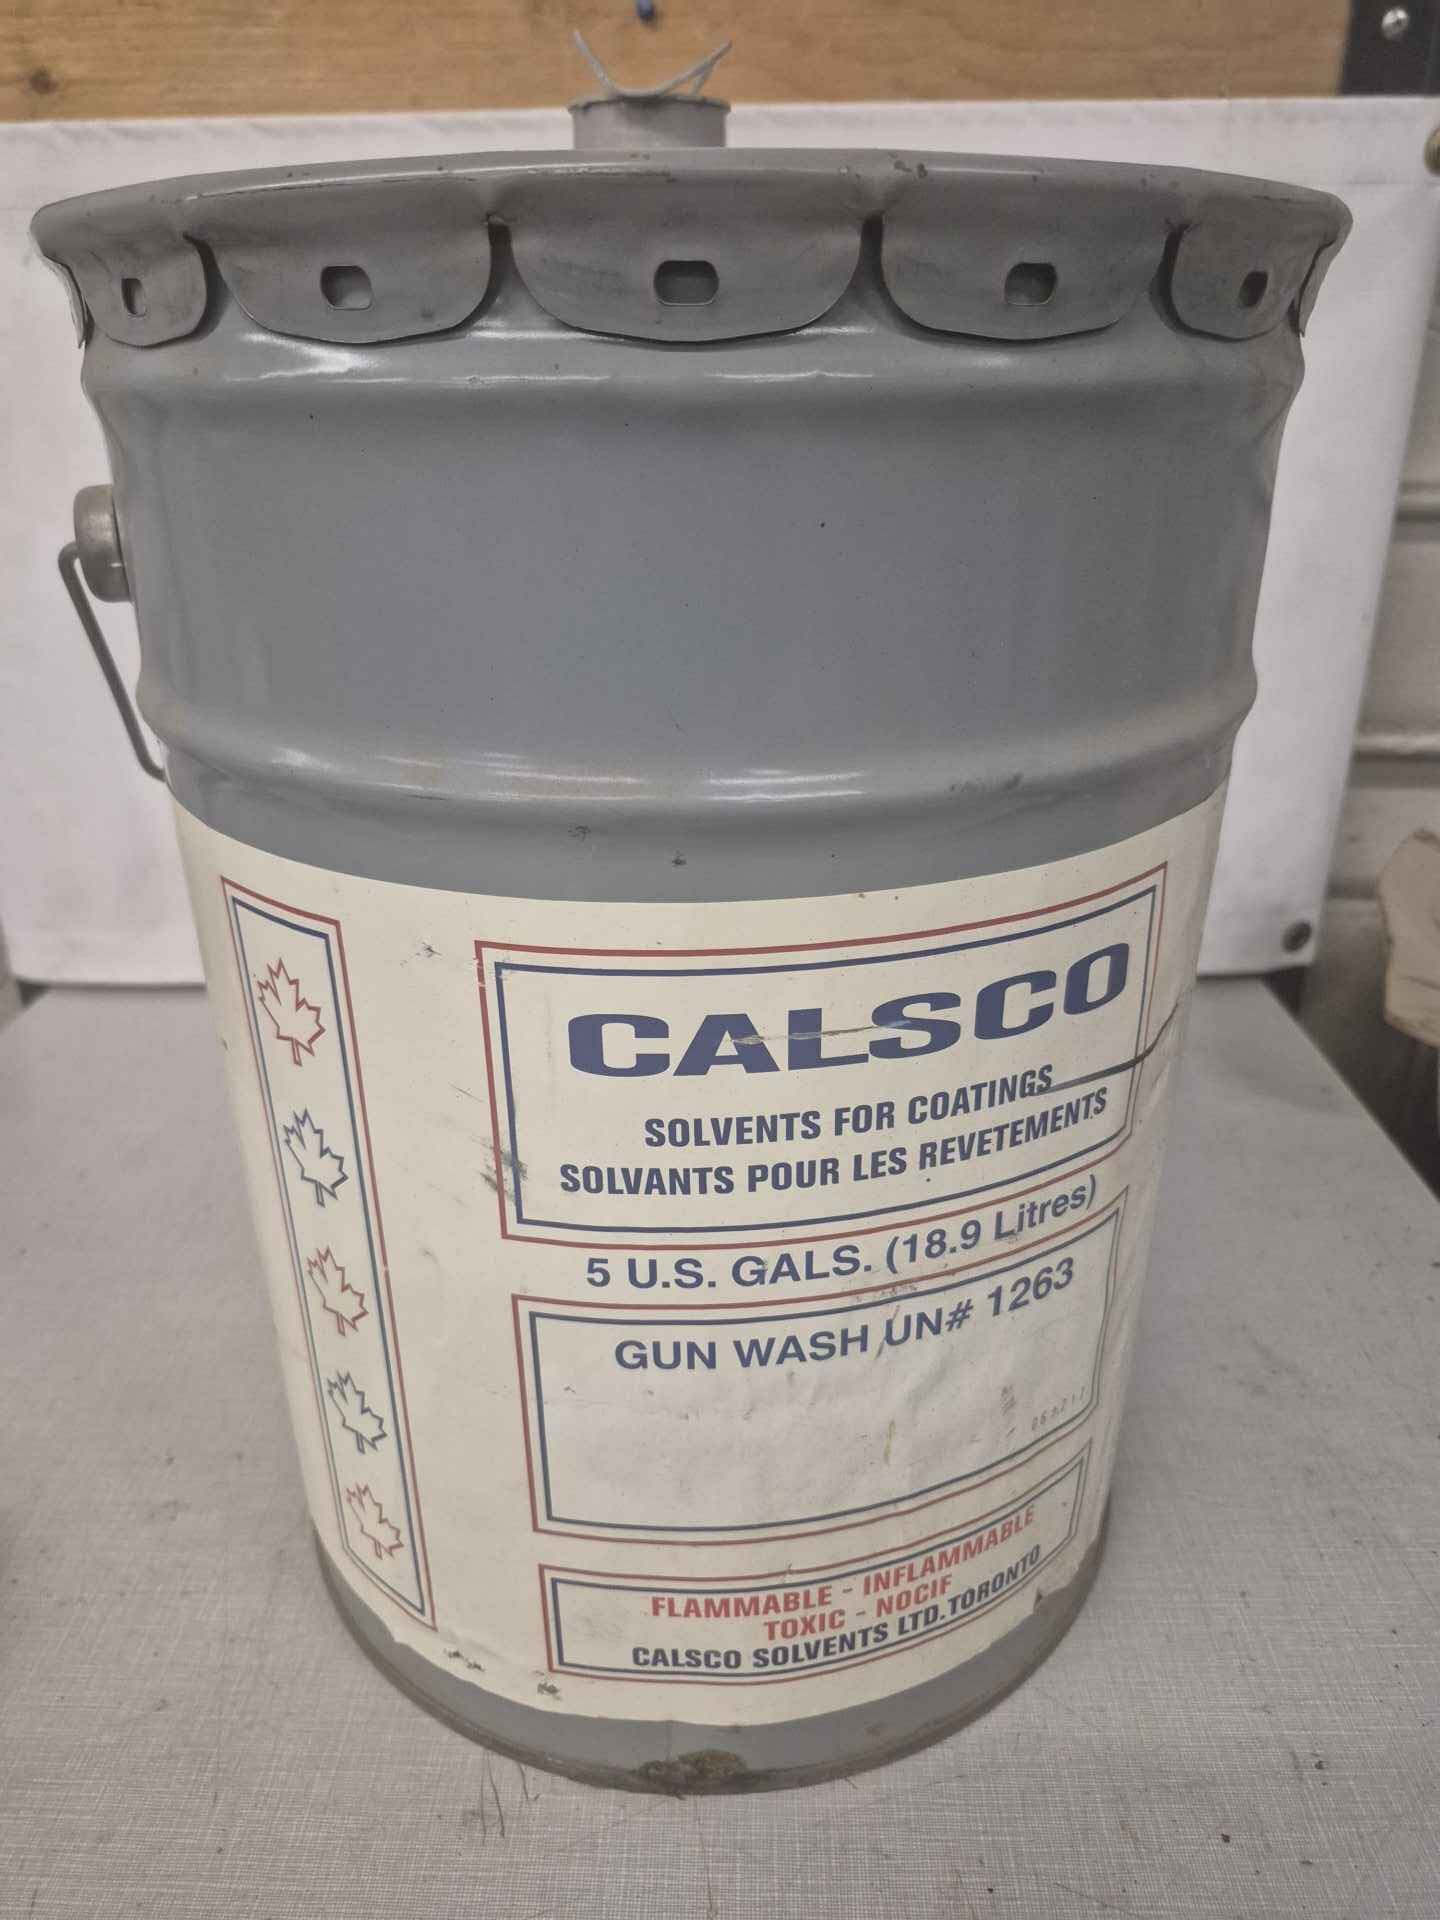 CALSCO
SOLVENTS FOR COATINGS
SOLVANTS POUR LES REVETEMENTS
5 U.S. GALS. (18.9 Litres)
GUN WASH UN# 1263
FLAMMABLE - INFLAMMABLE
TOXIC - NOCIF
CALSCO SOLVENTS LTD. TORONTO